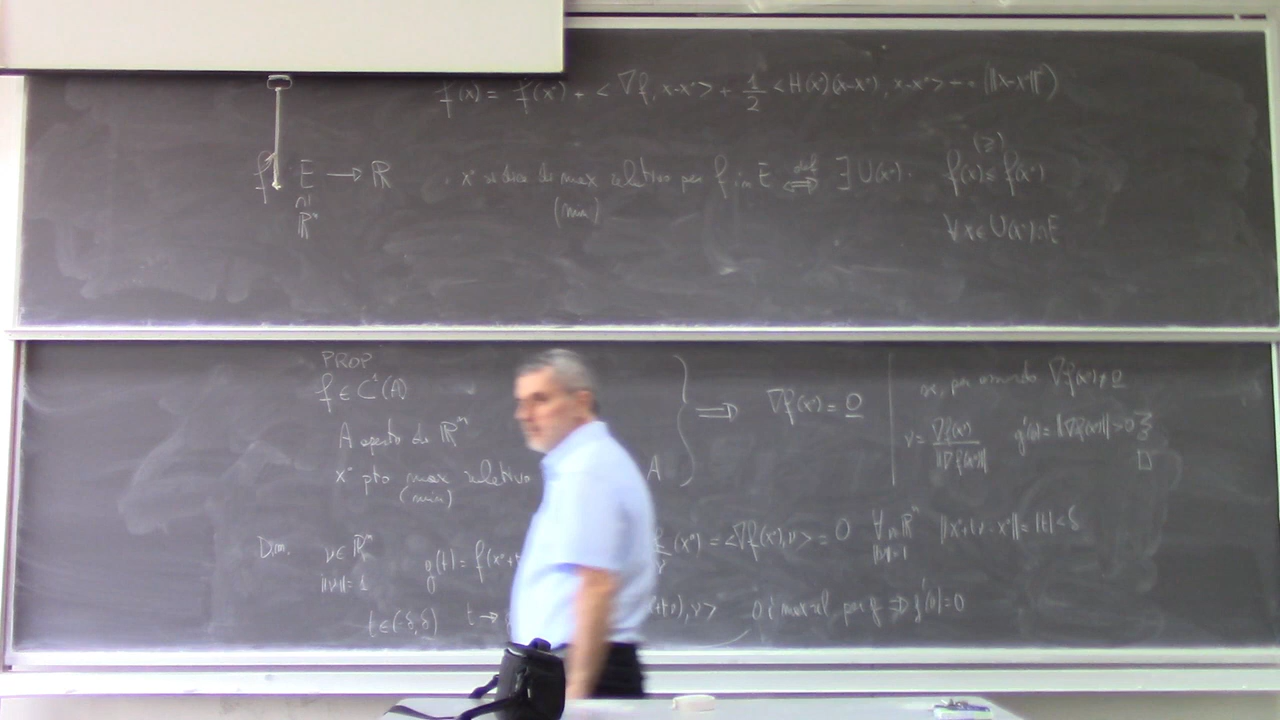 f(x) = f(x°) + < ∇f, x-x°> + 1/2 <H(x)(x-x°), x-x°> + (‖x-x°‖²)
f E → ℝ . x° si dice di max relativo per f in E ⇔ def ∃ U(x°). f(x) ≤ f(x°)
(≥)
∩|
ℝⁿ
(min)
∀x∈U(x°)∩E
PROP
f ∈ C¹(A)
A aperto di ℝⁿ
x° pto max relativo A
(min)
⇒ ∇f(x°) = 0
per assurdo ∇f(x°)≠0
ν = ∇f(x°)/‖∇f(x°)‖ g'(0) = ‖∇f(x°)‖ > 0
□
Dim. ν∈ℝⁿ g(t) = f(x°+ (x°) = <∇f(x°),ν> = 0 ∀ν∈ℝⁿ ‖x°+tν-x°‖=|t|<δ
‖ν‖=1 ‖ν‖=1
t∈(-δ,δ) t→ ),ν> 0 è max rel. per g ⇒ g'(0)=0